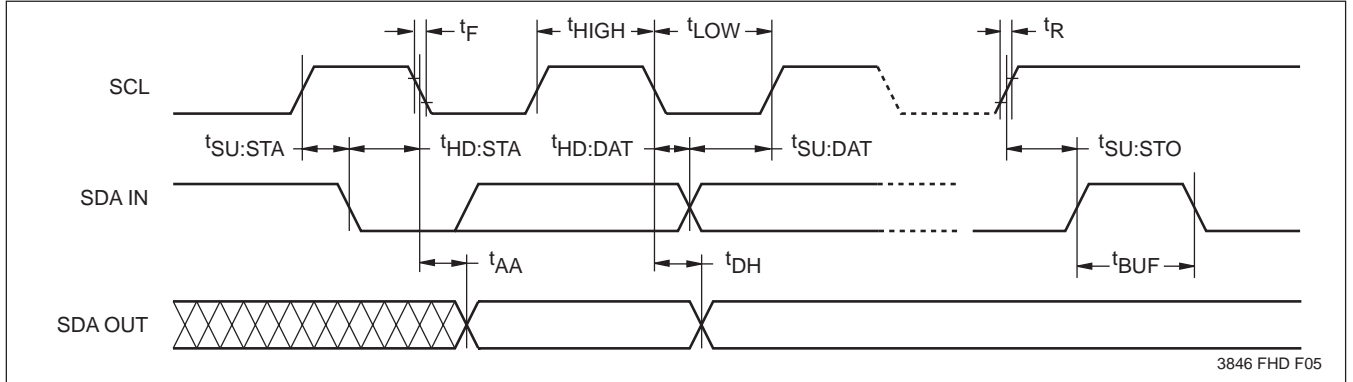 tF
tHIGH
tLOW
tR
SCL
tSU:STA
tHD:STA
tHD:DAT
tSU:DAT
tSU:STO
SDA IN
tAA
tDH
tBUF
SDA OUT
3846 FHD F05